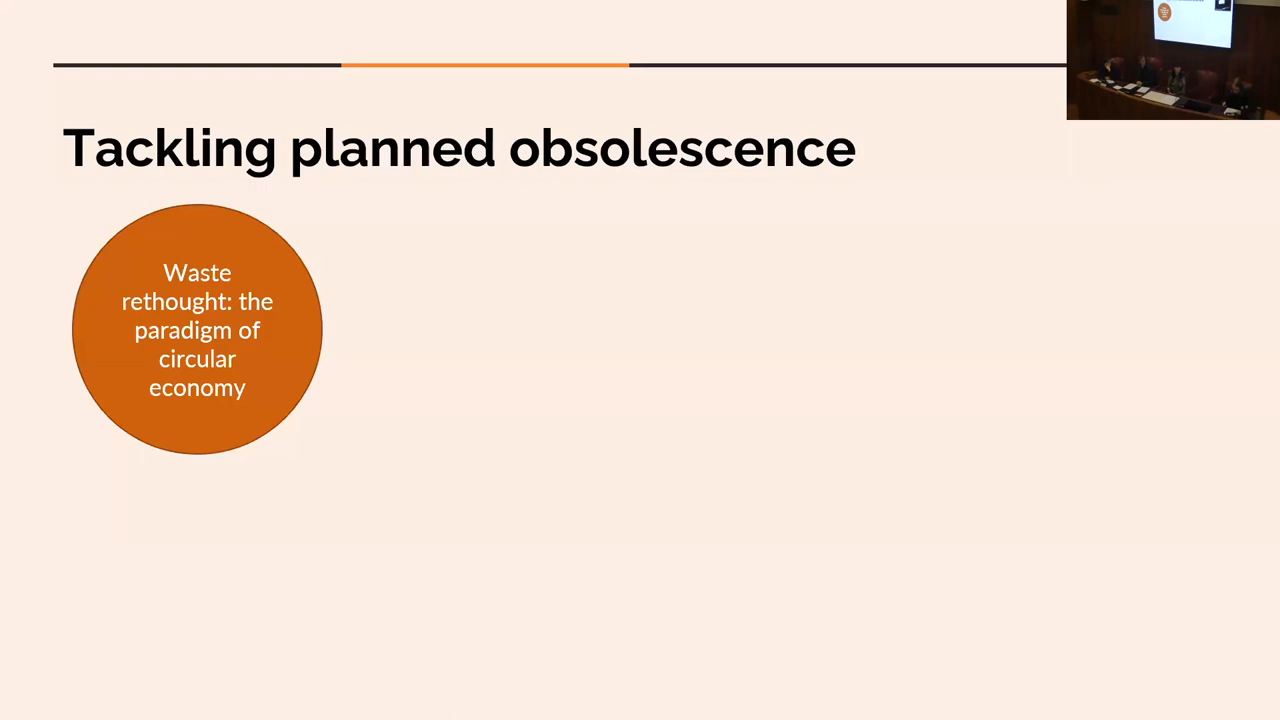 Tackling planned obsolescence
Waste
rethought: the
paradigm of
circular
economy